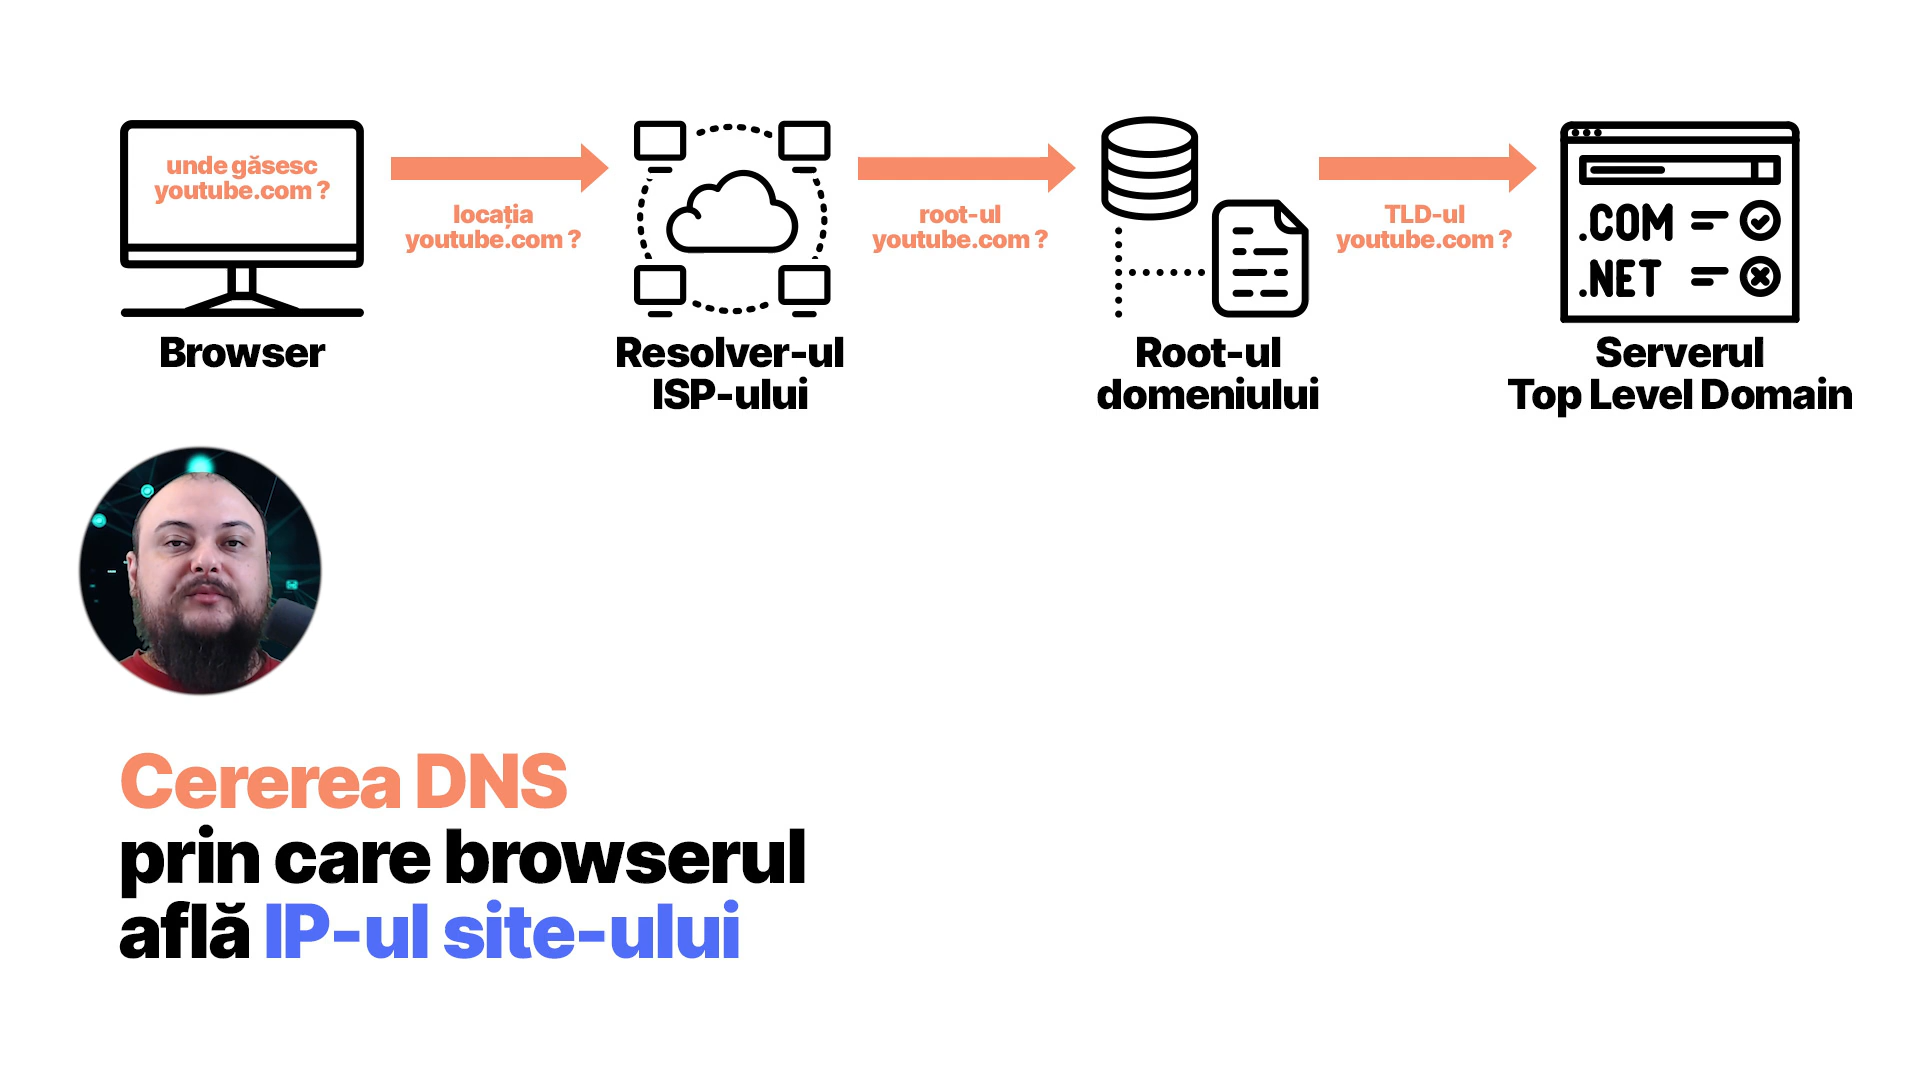 unde găsesc
youtube.com ?
locația
youtube.com ?
root-ul
youtube.com ?
TLD-ul
youtube.com ?
.COM
.NET
Browser
Resolver-ul
ISP-ului
Root-ul
domeniului
Serverul
Top Level Domain
Cererea DNS
prin care browserul
află IP-ul site-ului